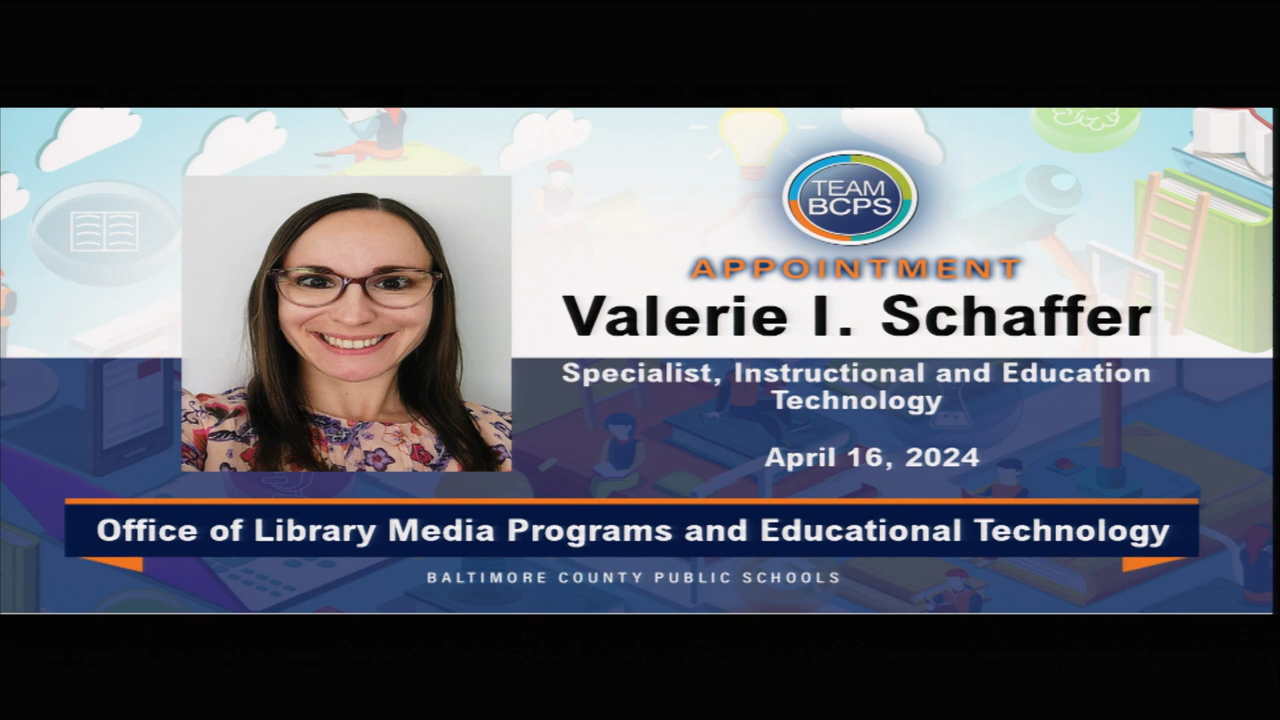 TEAM
BCPS
APPOINTMENT
Valerie I. Schaffer
Specialist, Instructional and Education
Technology
April 16, 2024
Office of Library Media Programs and Educational Technology
BALTIMORE COUNTY PUBLIC SCHOOLS